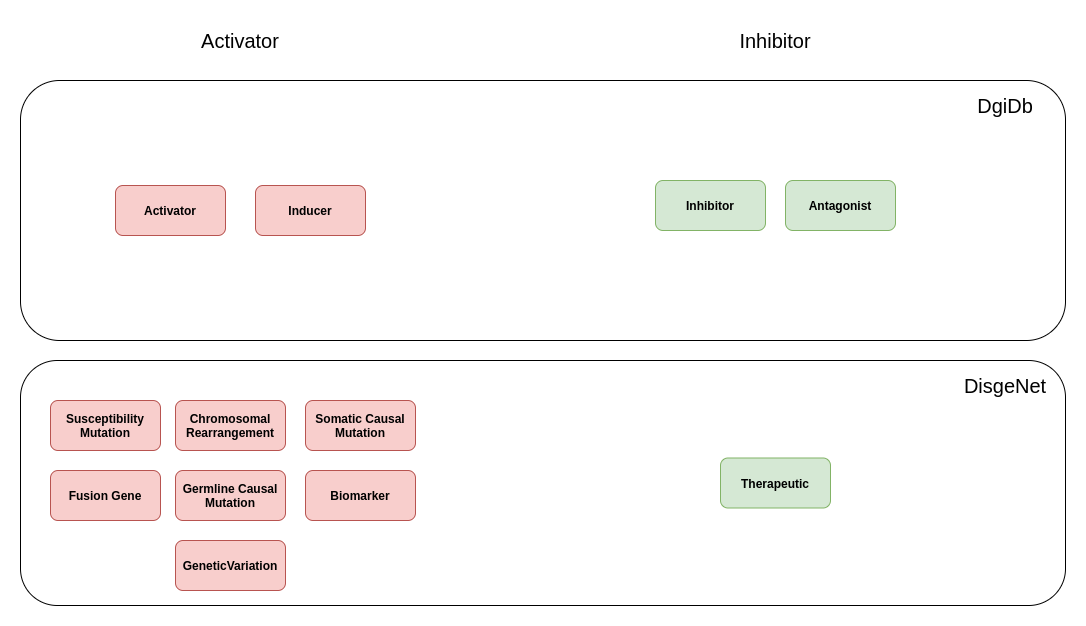 Activator
Inhibitor
DgiDb
Activator
Inducer
Inhibitor
Antagonist
DisgeNet
Susceptibility
Mutation
Chromosomal
Rearrangement
Somatic Causal
Mutation
Fusion Gene
Germline Causal
Mutation
Biomarker
Therapeutic
GeneticVariation